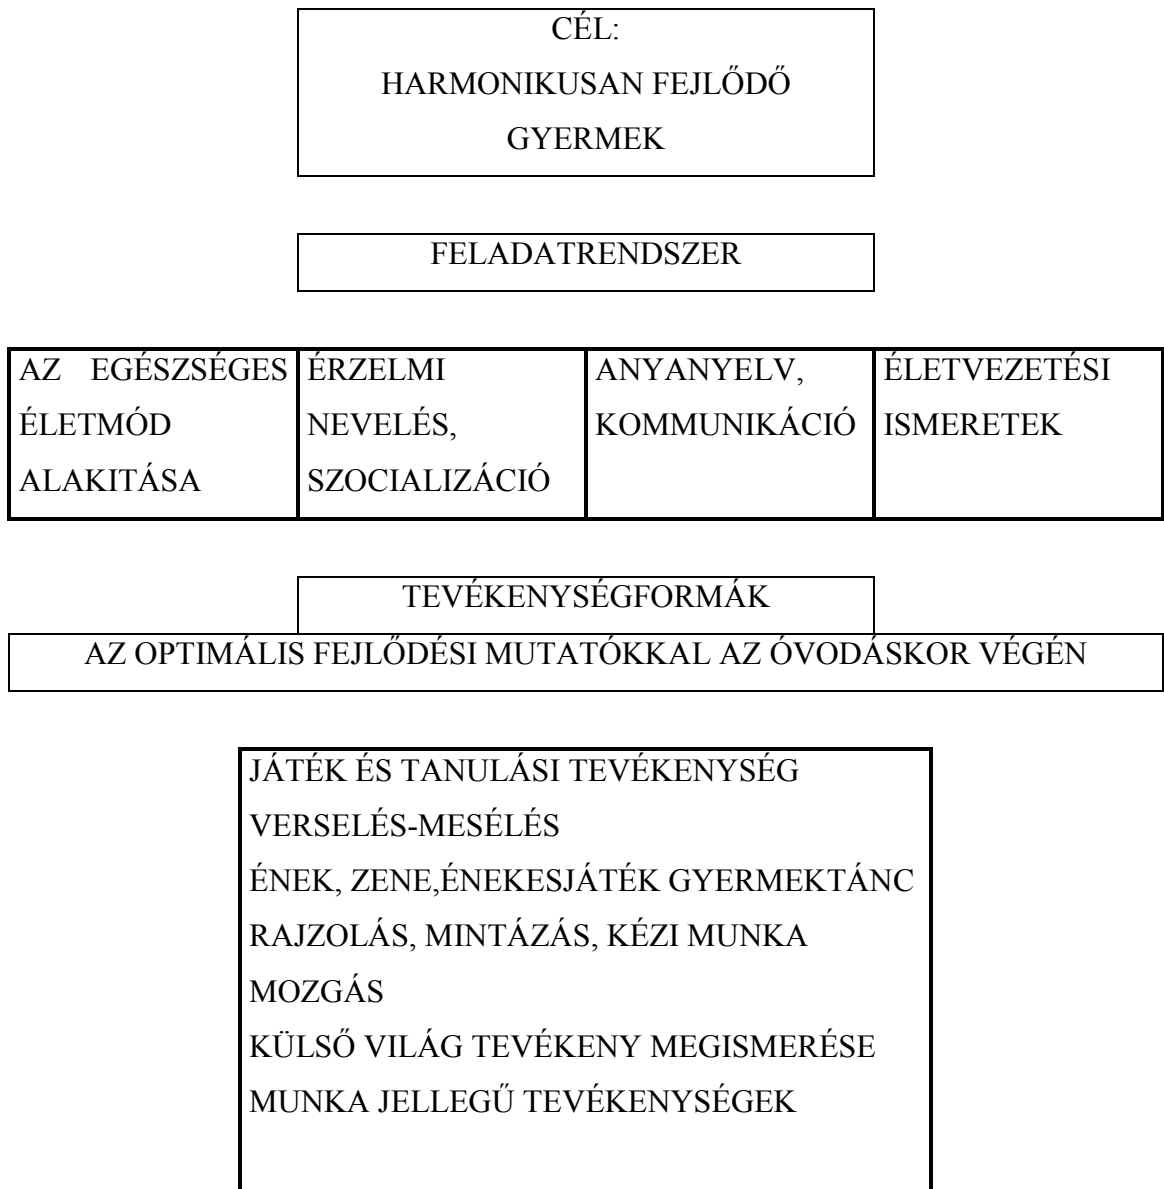 CÉL:
HARMONIKUSAN FEJLŐDŐ
GYERMEK
FELADATRENDSZER
AZ EGÉSZSÉGES
ÉLETMÓD
ALAKITÁSA
ÉRZELMI
NEVELÉS,
SZOCIALIZÁCIÓ
ANYANYELV,
KOMMUNIKÁCIÓ
ÉLETVEZETÉSI
ISMERETEK
TEVÉKENYSÉGFORMÁK
AZ OPTIMÁLIS FEJLŐDÉSI MUTATÓKKAL AZ ÓVODÁSKOR VÉGÉN
JÁTÉK ÉS TANULÁSI TEVÉKENYSÉG
VERSELÉS-MESÉLÉS
ÉNEK, ZENE,ÉNEKESJÁTÉK GYERMEKTÁNC
RAJZOLÁS, MINTÁZÁS, KÉZI MUNKA
MOZGÁS
KÜLSŐ VILÁG TEVÉKENY MEGISMERÉSE
MUNKA JELLEGŰ TEVÉKENYSÉGEK